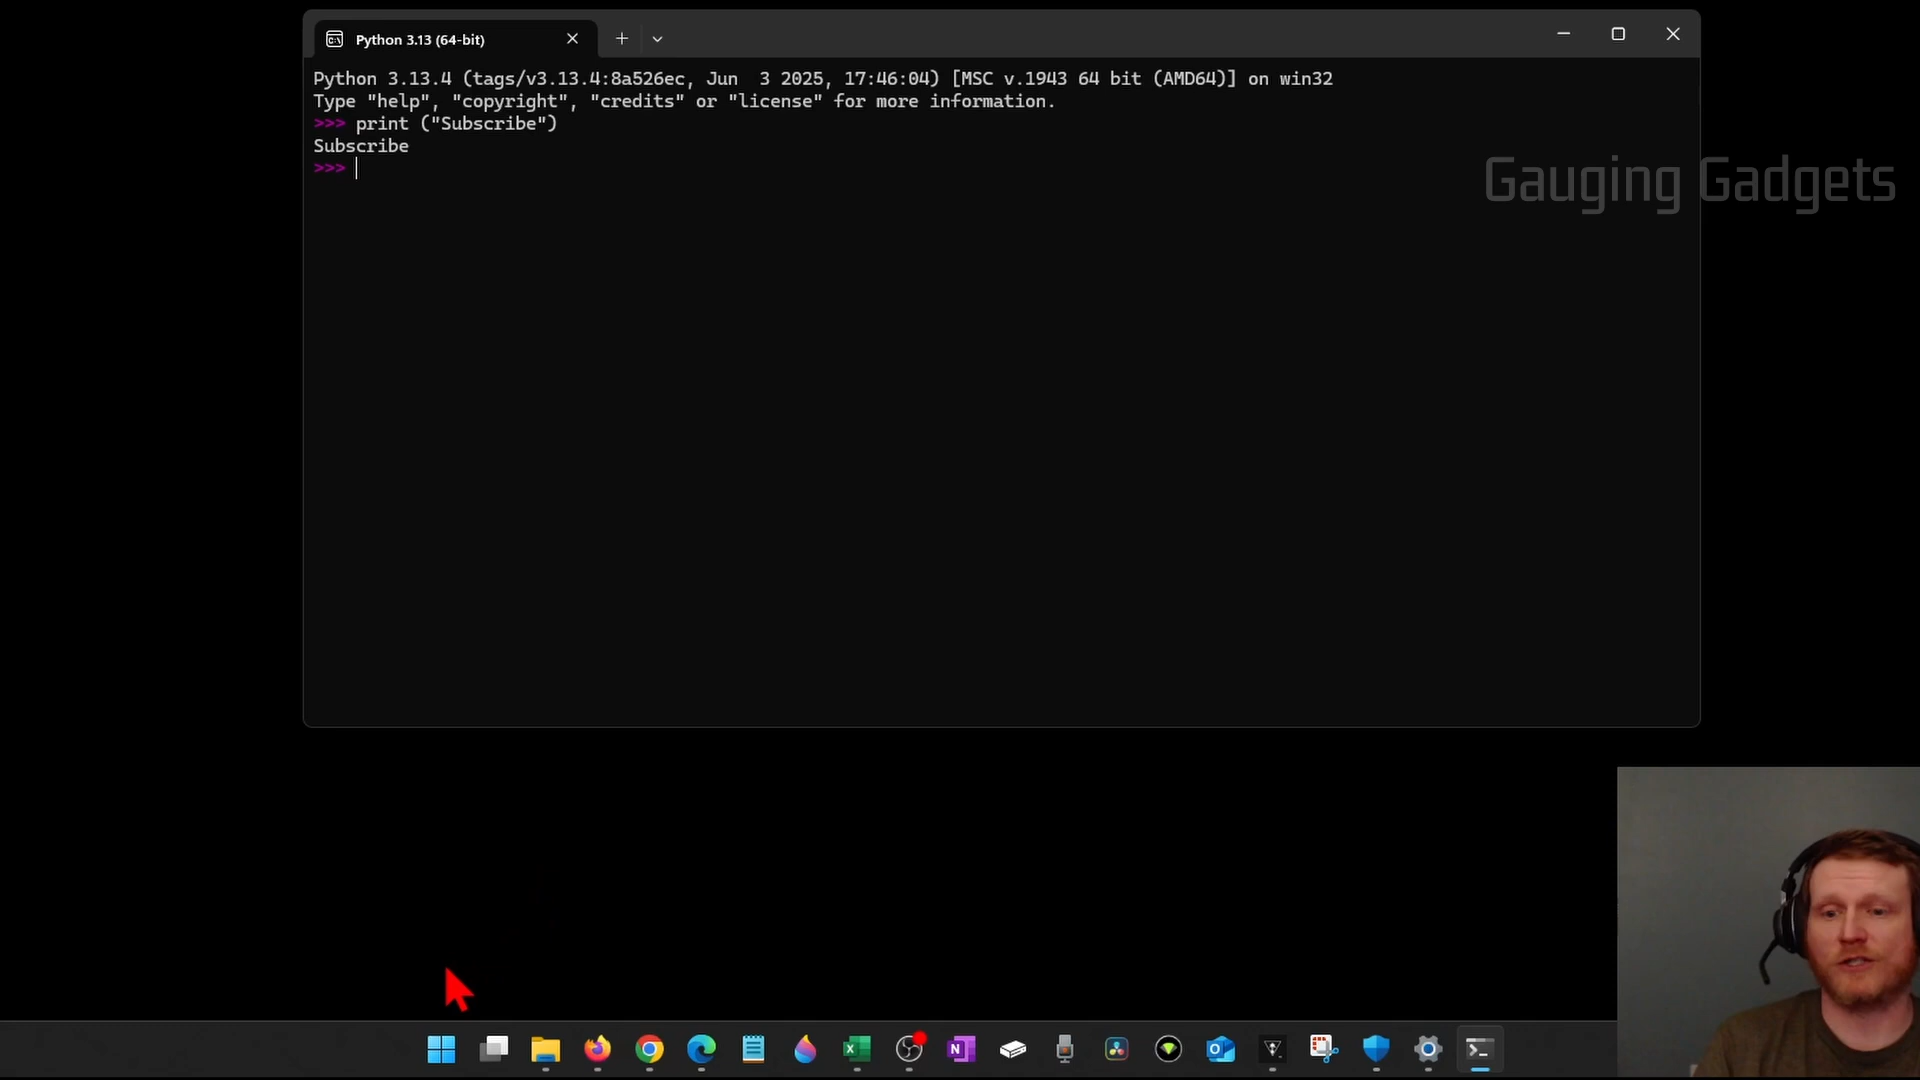 Python 3.13 (64-bit)
Python 3.13.4 (tags/v3.13.4:8a526ec, Jun  3 2025, 17:46:04) [MSC v.1943 64 bit (AMD64)] on win32
Type "help", "copyright", "credits" or "license" for more information.
>>> print ("Subscribe")
Subscribe
>>>
Gauging Gadgets